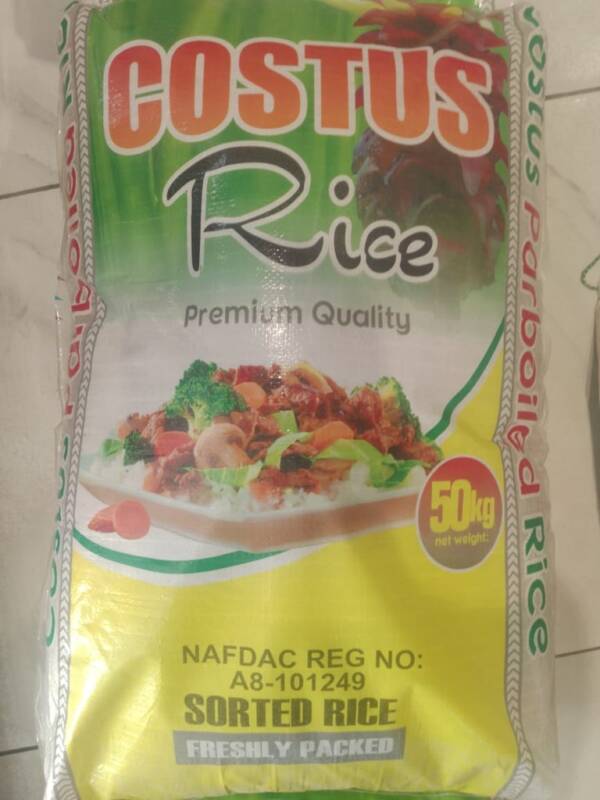 COSTUS
Rice
Premium Quality
50kg
net weight:
NAFDAC REG NO:
A8-101249
SORTED RICE
FRESHLY PACKED
Costus Parboiled Rice